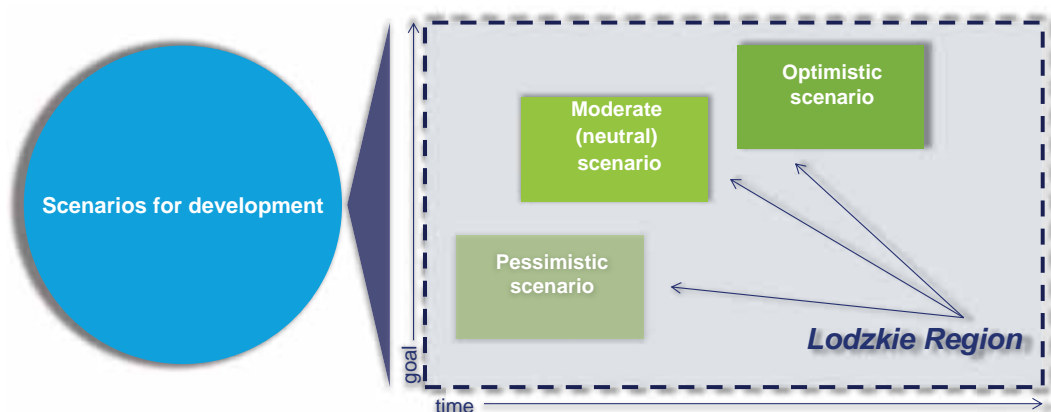 Scenarios for development
goal
Optimistic
scenario
Moderate
(neutral)
scenario
Pessimistic
scenario
Lodzkie Region
time